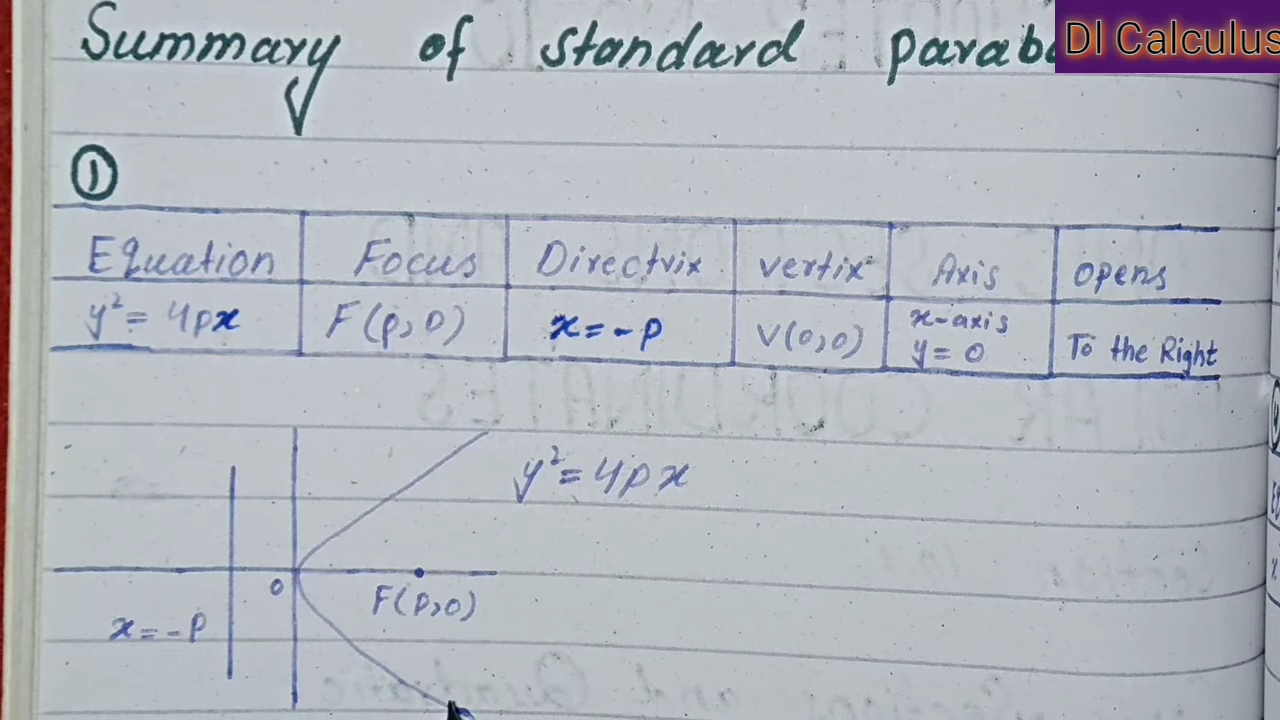 Summary of standard parabo
DI Calculus
①
Equation Focus Directrix vertix Axis opens
y² = 4px F(p,0) x = -p V(0,0) x-axis y = 0 To the Right
y² = 4px
0
F(p,0)
x = -p